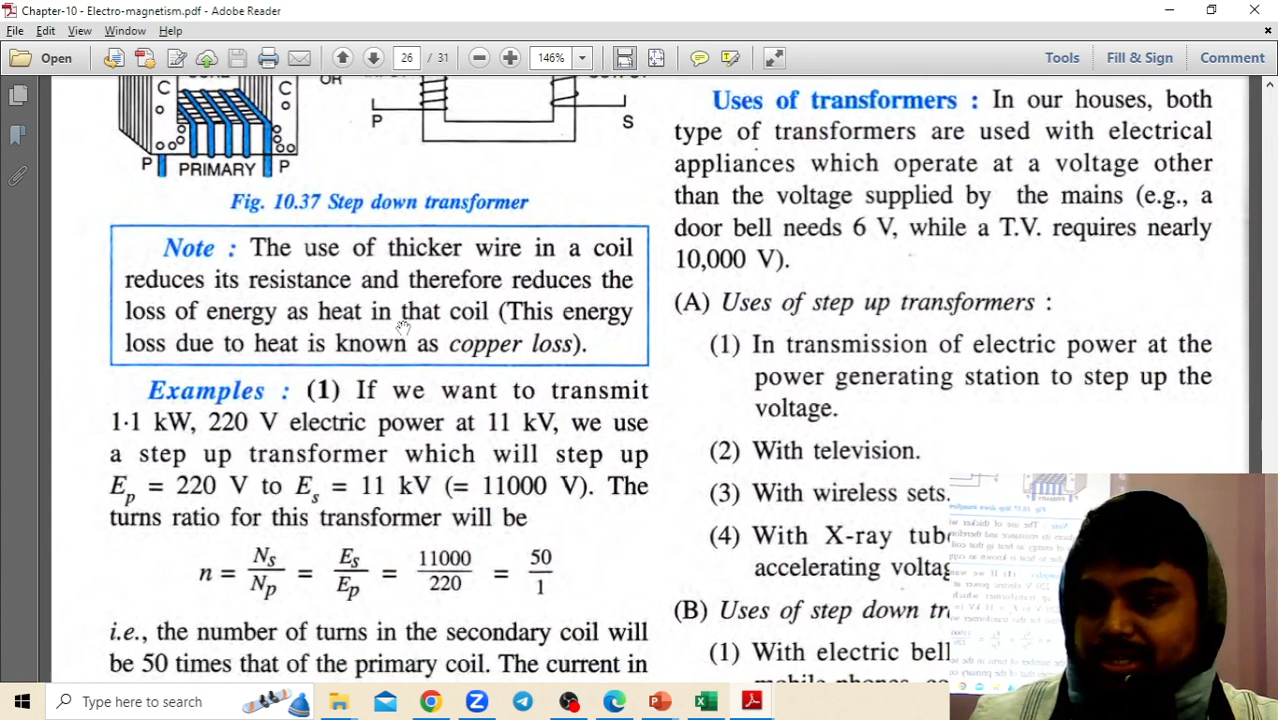 Chapter-10 - Electro-magnetism.pdf - Adobe Reader
File Edit View Window Help
Open 26 / 31 146% Tools Fill & Sign Comment
C C
OR
P PRIMARY P
P S
Fig. 10.37 Step down transformer
Note : The use of thicker wire in a coil
reduces its resistance and therefore reduces the
loss of energy as heat in that coil (This energy
loss due to heat is known as copper loss).
Examples : (1) If we want to transmit
1·1 kW, 220 V electric power at 11 kV, we use
a step up transformer which will step up
Ep = 220 V to Es = 11 kV (= 11000 V). The
turns ratio for this transformer will be
n = Ns/Np = Es/Ep = 11000/220 = 50/1
i.e., the number of turns in the secondary coil will
be 50 times that of the primary coil. The current in
Uses of transformers : In our houses, both
type of transformers are used with electrical
appliances which operate at a voltage other
than the voltage supplied by the mains (e.g., a
door bell needs 6 V, while a T.V. requires nearly
10,000 V).
(A) Uses of step up transformers :
(1) In transmission of electric power at the
power generating station to step up the
voltage.
(2) With television.
(3) With wireless sets.
(4) With X-ray tub
accelerating voltag
(B) Uses of step down tr
(1) With electric bell
Type here to search